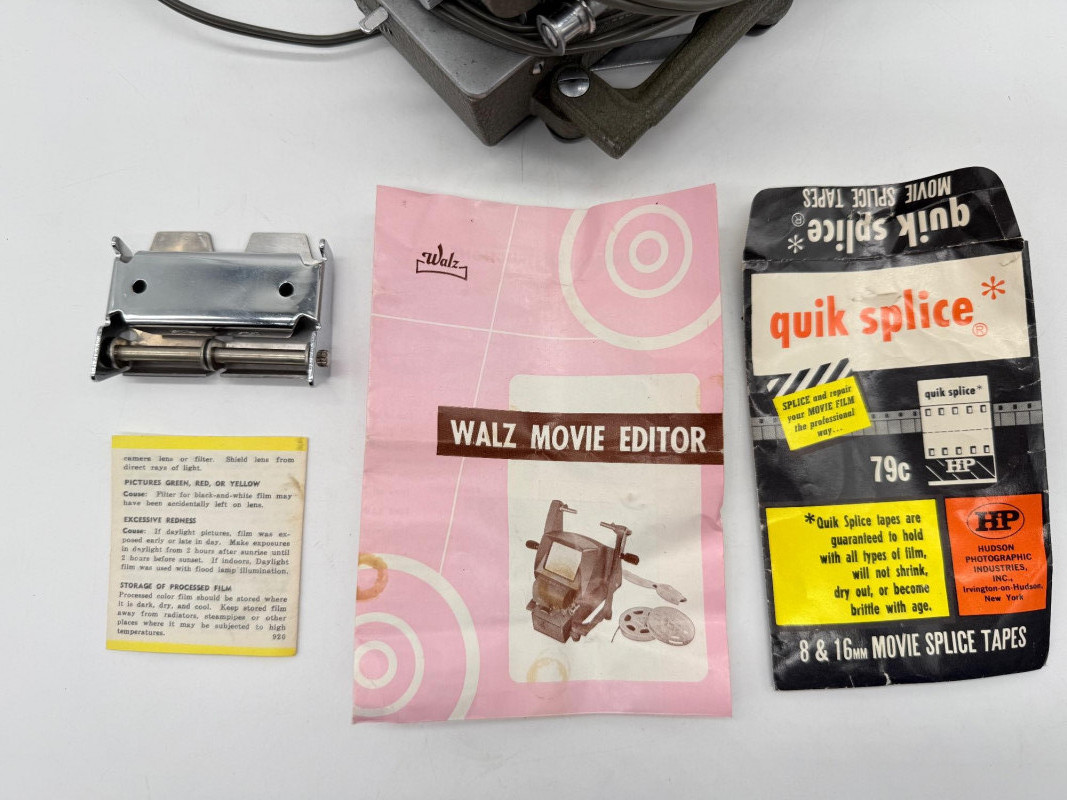 camera lens or filter. Shield lens from
direct rays of light.
PICTURES GREEN, RED, OR YELLOW
Cause: Filter for black-and-white film may
have been accidentally left on lens.
EXCESSIVE REDNESS
Cause: If daylight pictures, film was ex-
posed early or late in day. Make exposures
in daylight from 2 hours after sunrise until
2 hours before sunset. If indoors, Daylight
film was used with flood lamp illumination.
STORAGE OF PROCESSED FILM
Processed color film should be stored where
it is dark, dry, and cool. Keep stored film
away from radiators, steampipes or other
places where it may be subjected to high
temperatures. 920
Walz
WALZ MOVIE EDITOR
MOVIE SPLICE TAPES
quik splice*®
quik splice*®
SPLICE and repair
your MOVIE FILM
the professional
way...
quik splice*
HP
79c
*Quik Splice tapes are
guaranteed to hold
with all types of film,
will not shrink,
dry out, or become
brittle with age.
HP
HUDSON
PHOTOGRAPHIC
INDUSTRIES,
INC.,
Irvington-on-Hudson,
New York
8 & 16MM MOVIE SPLICE TAPES